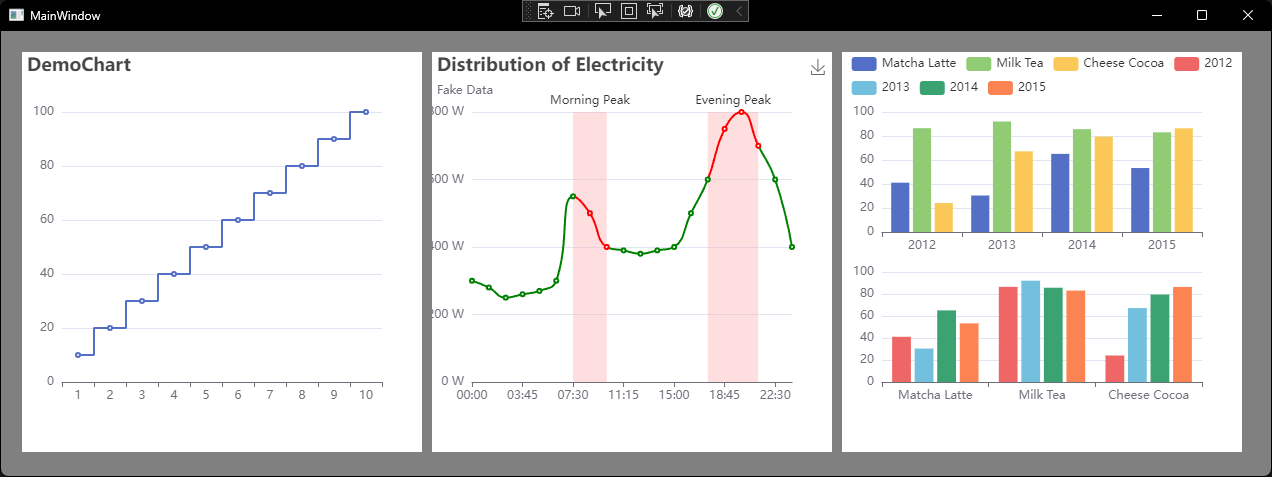 MainWindow
DemoChart
100
80
60
40
20
0
1 2 3 4 5 6 7 8 9 10
Distribution of Electricity
Fake Data
Morning Peak Evening Peak
800 W
600 W
400 W
200 W
0 W
00:00 03:45 07:30 11:15 15:00 18:45 22:30
Matcha Latte Milk Tea Cheese Cocoa 2012
2013 2014 2015
100
80
60
40
20
0
2012 2013 2014 2015
100
80
60
40
20
0
Matcha Latte Milk Tea Cheese Cocoa